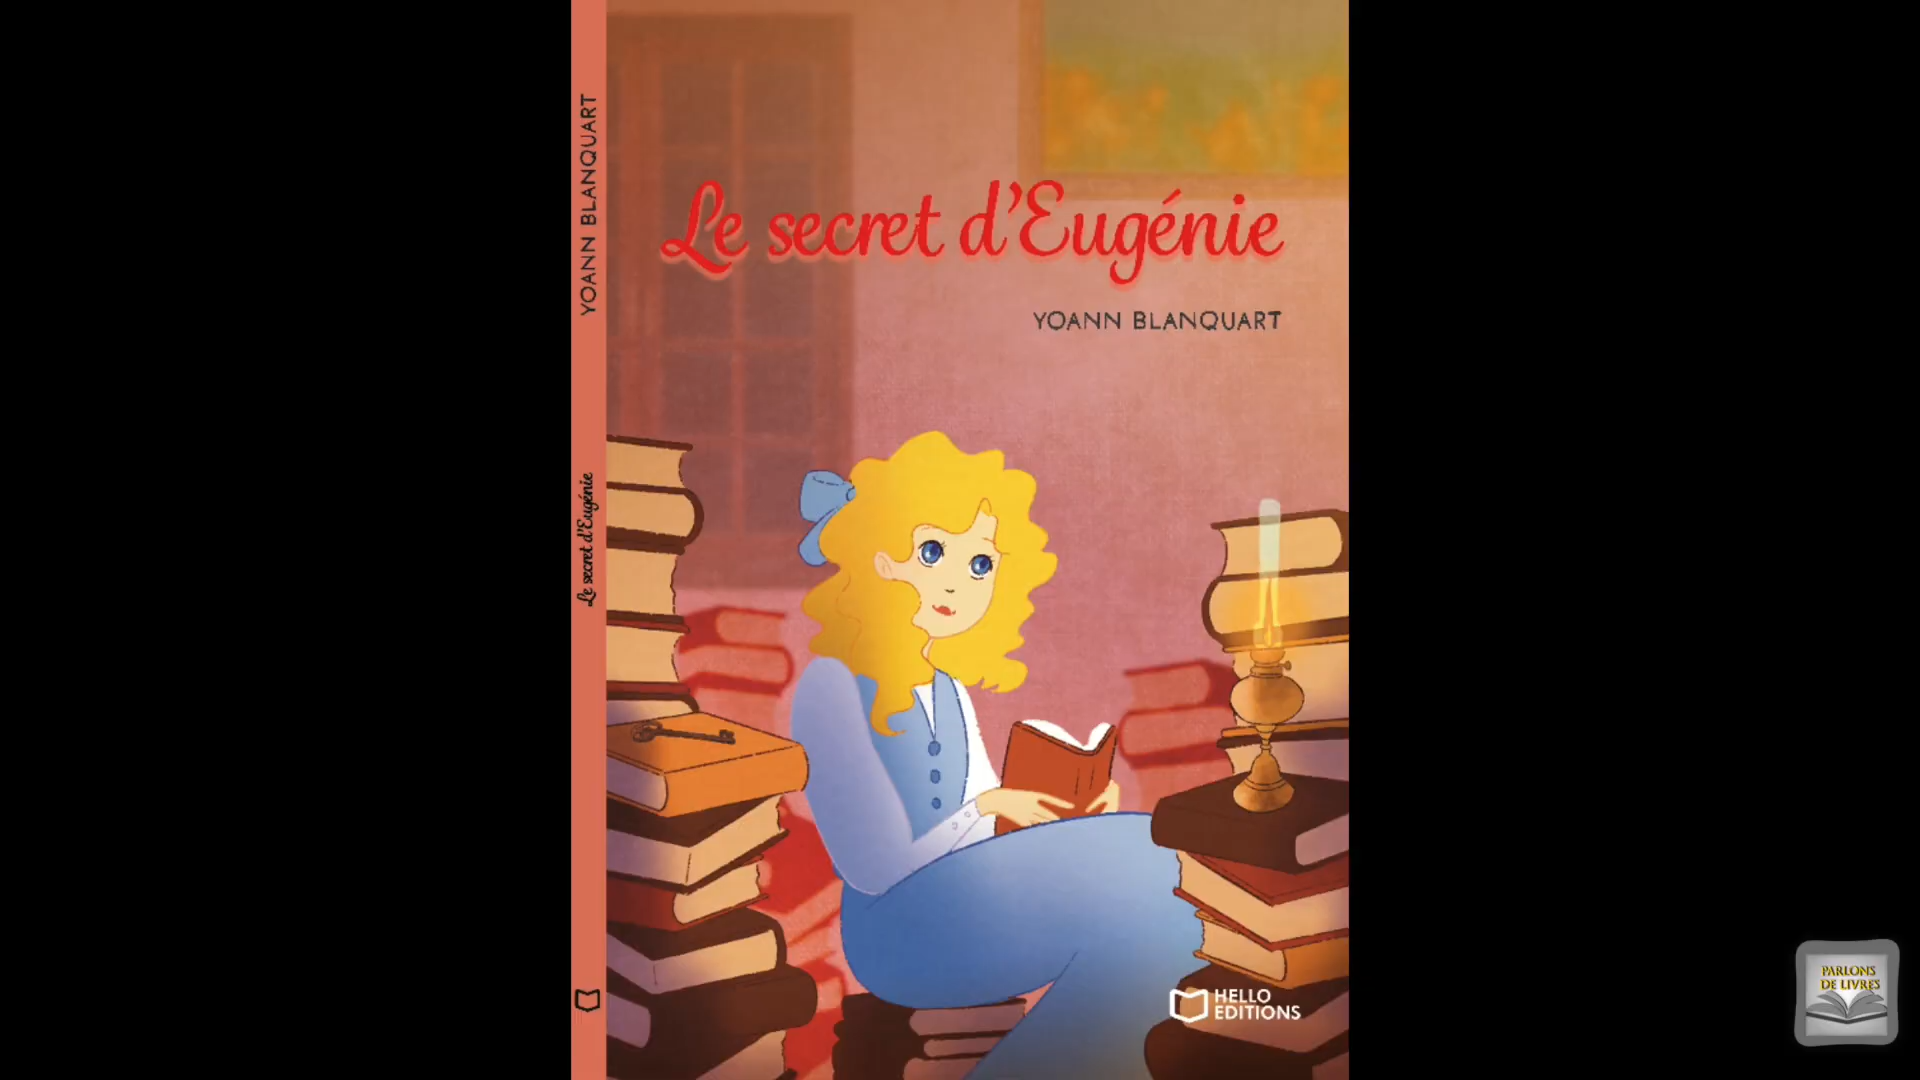 YOANN BLANQUART
Le secret d'Eugénie
Le secret d'Eugénie
YOANN BLANQUART
HELLO
EDITIONS
PARLONS
DE LIVRES